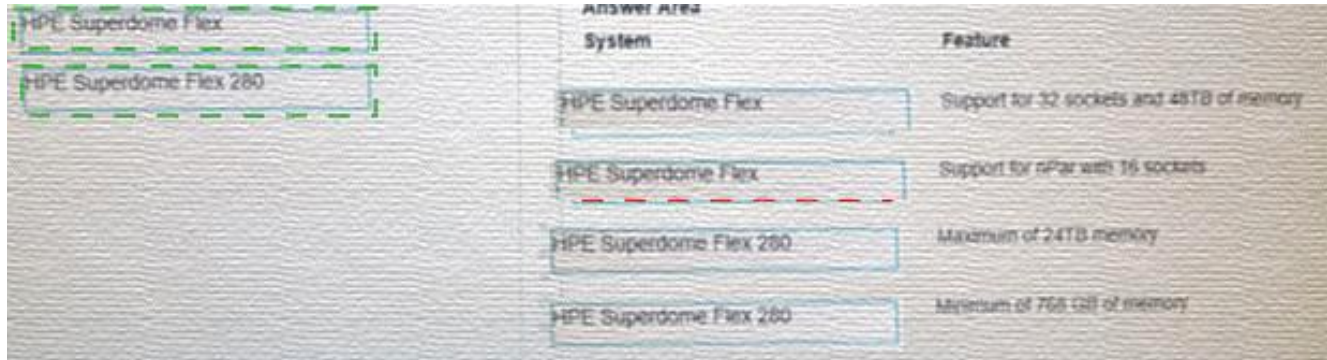 HPE Superdome Flex
HPE Superdome Flex 280
Answer Area
System Feature
HPE Superdome Flex Support for 32 sockets and 48TB of memory
HPE Superdome Flex Support for nPar with 16 sockets
HPE Superdome Flex 280 Maximum of 24TB memory
HPE Superdome Flex 280 Minimum of 768 GB of memory